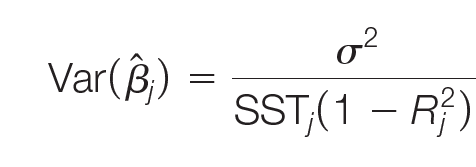 Var(β̂ⱼ) = σ² / SSTⱼ(1 − Rⱼ²)